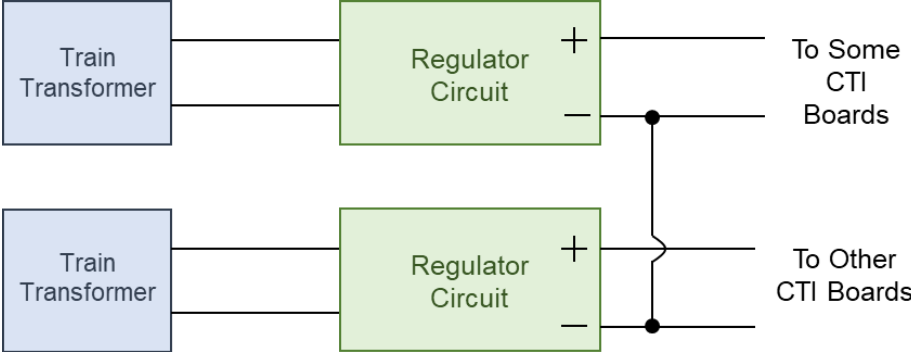 Train
Transformer
Regulator
Circuit
+
−
To Some
CTI
Boards
Train
Transformer
Regulator
Circuit
+
−
To Other
CTI Boards